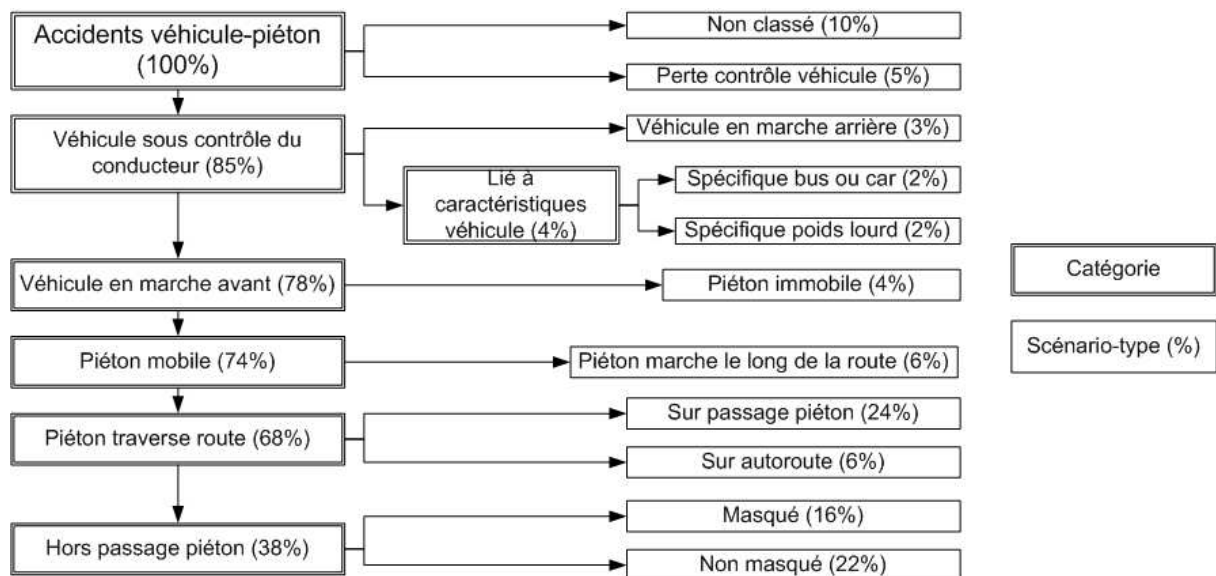 Accidents véhicule-piéton
(100%)
Non classé (10%)
Perte contrôle véhicule (5%)
Véhicule sous contrôle du
conducteur (85%)
Véhicule en marche arrière (3%)
Lié à
caractéristiques
véhicule (4%)
Spécifique bus ou car (2%)
Spécifique poids lourd (2%)
Véhicule en marche avant (78%)
Piéton immobile (4%)
Piéton mobile (74%)
Piéton marche le long de la route (6%)
Piéton traverse route (68%)
Sur passage piéton (24%)
Sur autoroute (6%)
Hors passage piéton (38%)
Masqué (16%)
Non masqué (22%)
Catégorie
Scénario-type (%)